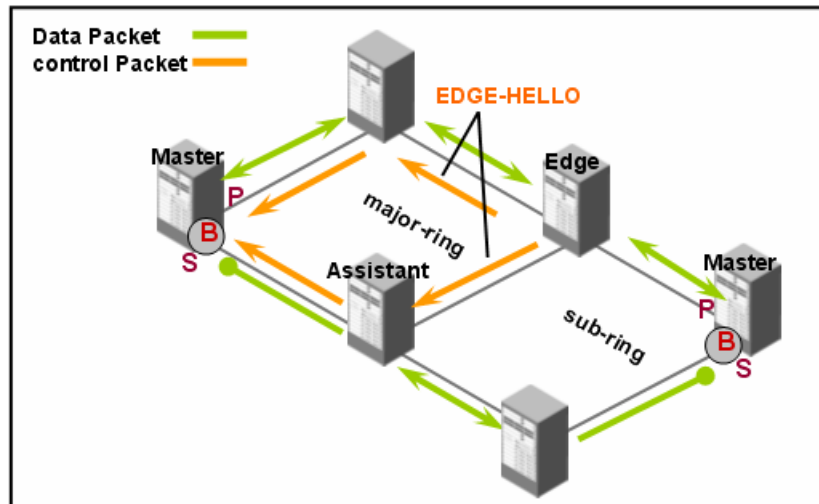 Data Packet
control Packet
EDGE-HELLO
Master
Edge
P
major-ring
B
S
Assistant
Master
P
sub-ring
B
S